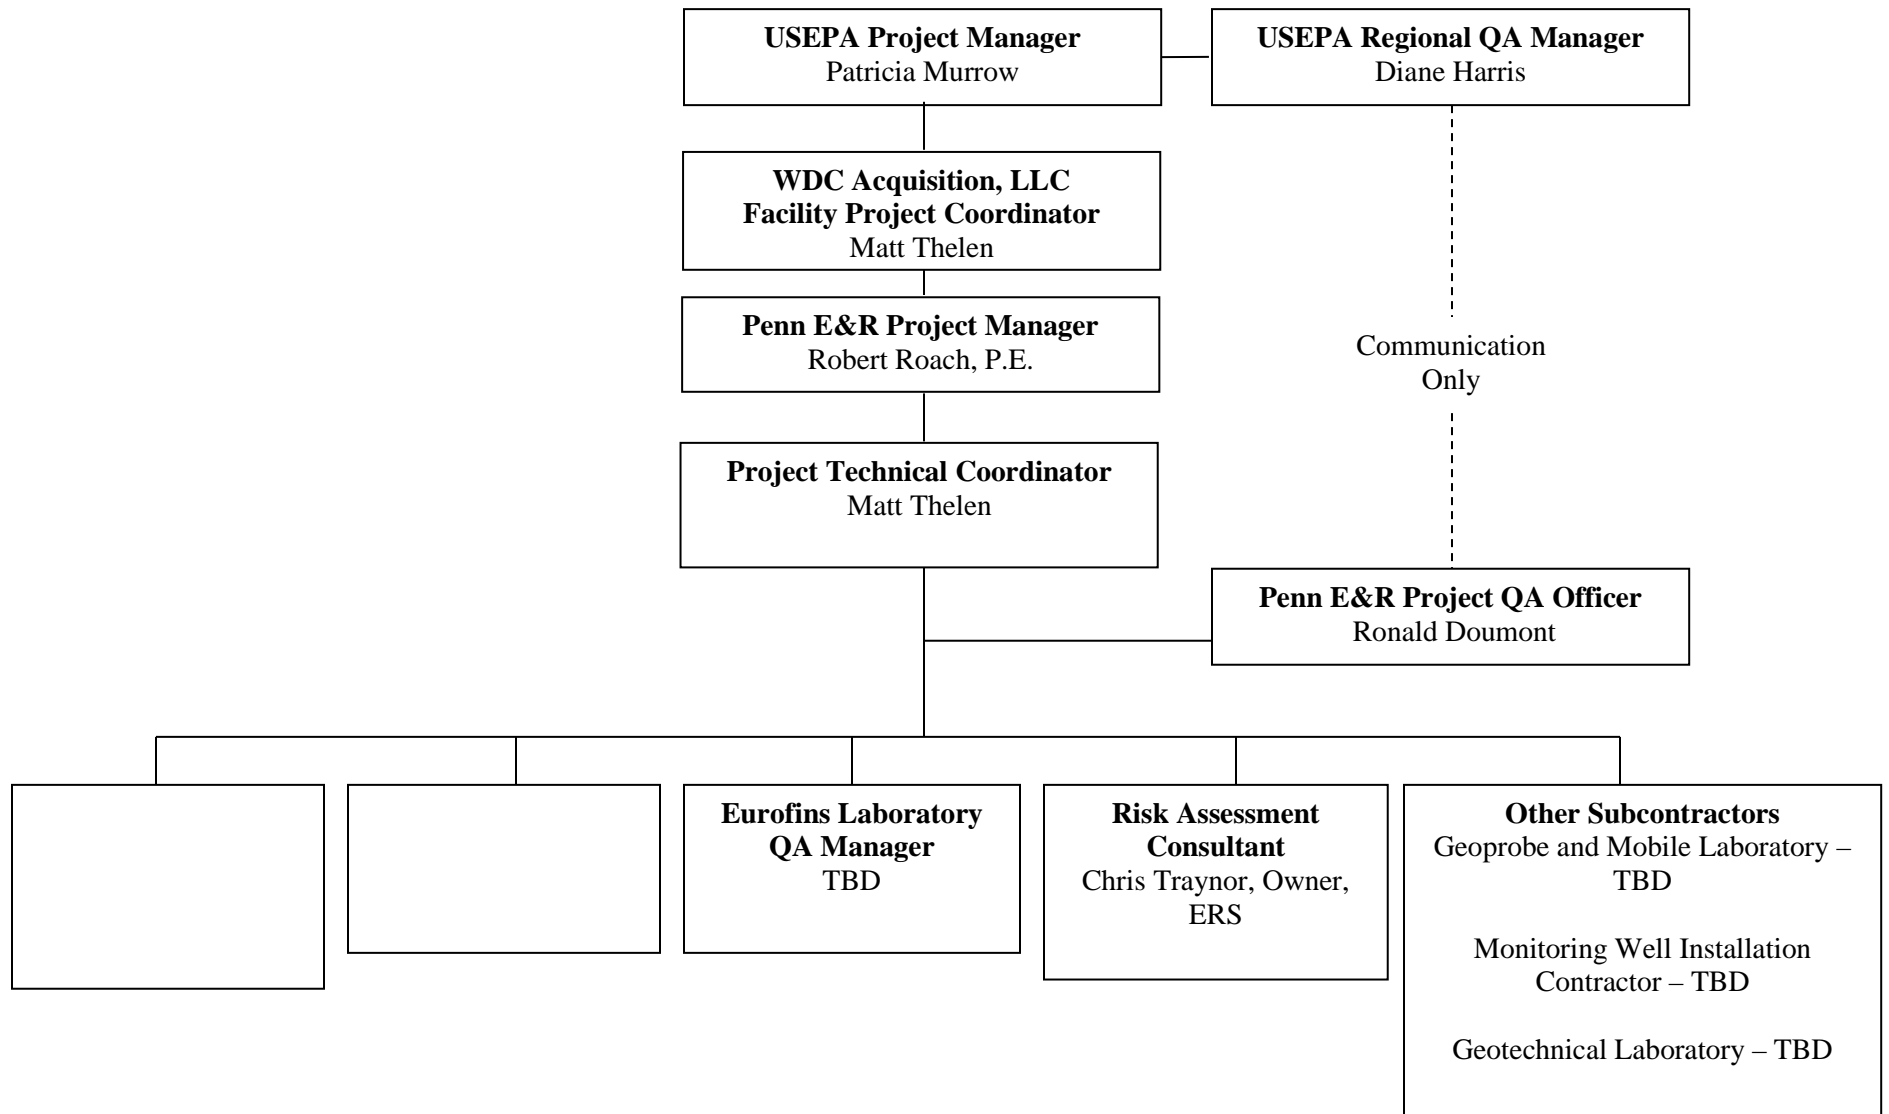 USEPA Project Manager
Patricia Murrow
USEPA Regional QA Manager
Diane Harris
WDC Acquisition, LLC
Facility Project Coordinator
Matt Thelen
Penn E&R Project Manager
Robert Roach, P.E.
Communication
Only
Project Technical Coordinator
Matt Thelen
Penn E&R Project QA Officer
Ronald Doumont
Eurofins Laboratory
QA Manager
TBD
Risk Assessment
Consultant
Chris Traynor, Owner,
ERS
Other Subcontractors
Geoprobe and Mobile Laboratory –
TBD
Monitoring Well Installation
Contractor – TBD
Geotechnical Laboratory – TBD